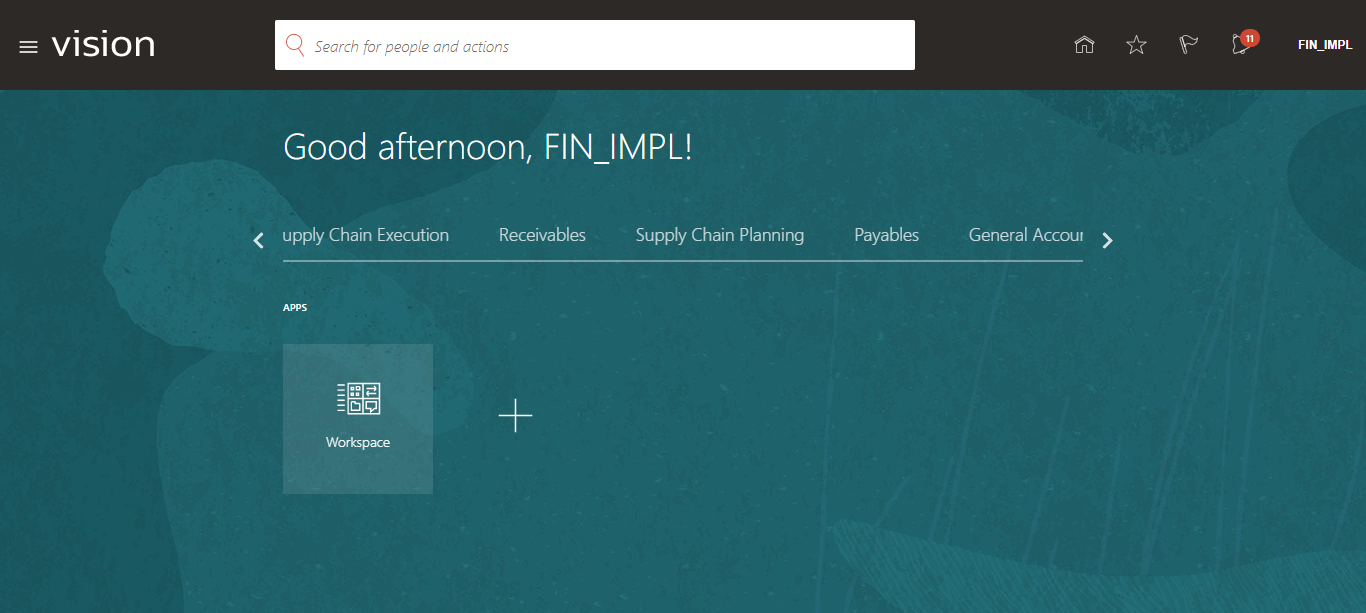 vision
Search for people and actions
11
FIN_IMPL
Good afternoon, FIN_IMPL!
upply Chain Execution
Receivables
Supply Chain Planning
Payables
General Accour
APPS
Workspace